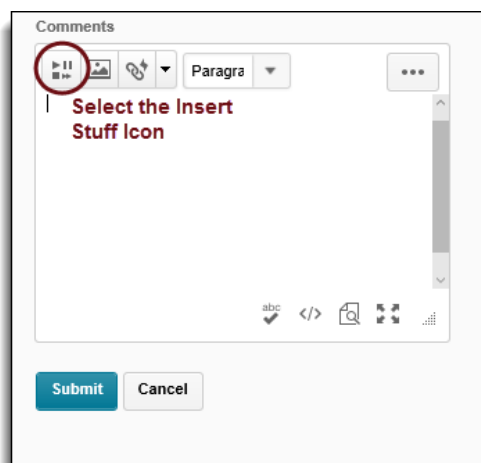 Comments
Paragra
Select the Insert
Stuff Icon
abc
</>
Submit Cancel